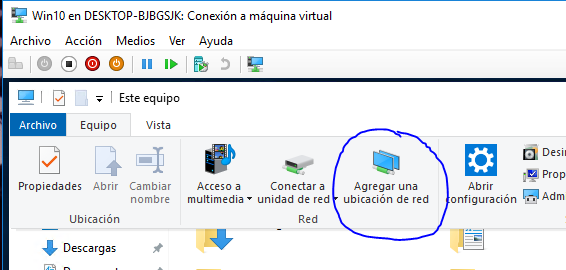 Win10 en DESKTOP-BJBGSJK: Conexión a máquina virtual
Archivo Acción Medios Ver Ayuda
Este equipo
Archivo Equipo Vista
Propiedades
Abrir
Cambiar
nombre
Ubicación
Acceso a
multimedia
Conectar a
unidad de red
Agregar una
ubicación de red
Red
Abrir
configuración
Desin
Prop
Adm
Descargas